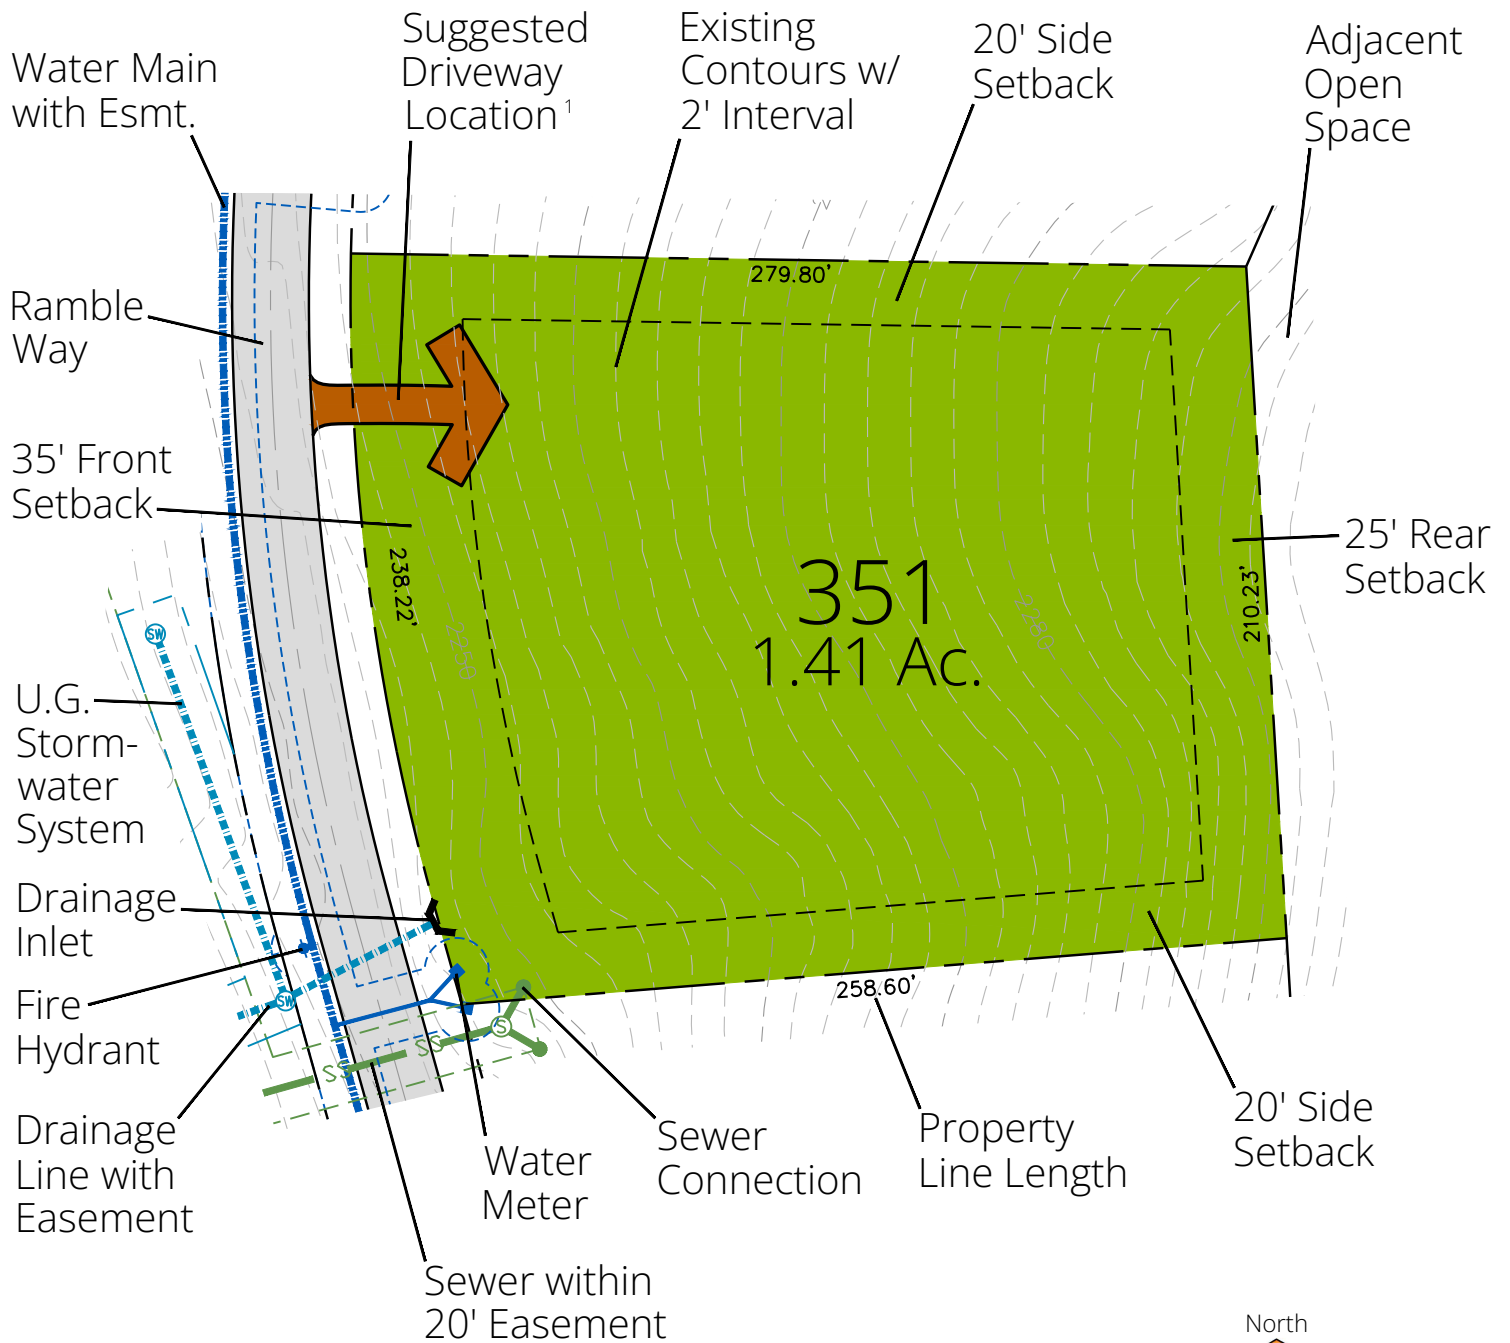 Suggested
Driveway
Location¹
Existing
Contours w/
2' Interval
20' Side
Setback
Adjacent
Open
Space
Water Main
with Esmt.
279.80'
Ramble
Way
35' Front
Setback
238.22'
351
1.41 Ac.
2280
210.23'
25' Rear
Setback
SW
U.G.
Storm-
water
System
Drainage
Inlet
Fire
Hydrant
SW
S
SS
SS
258.60'
Drainage
Line with
Easement
Water
Meter
Sewer
Connection
Property
Line Length
20' Side
Setback
Sewer within
20' Easement
North